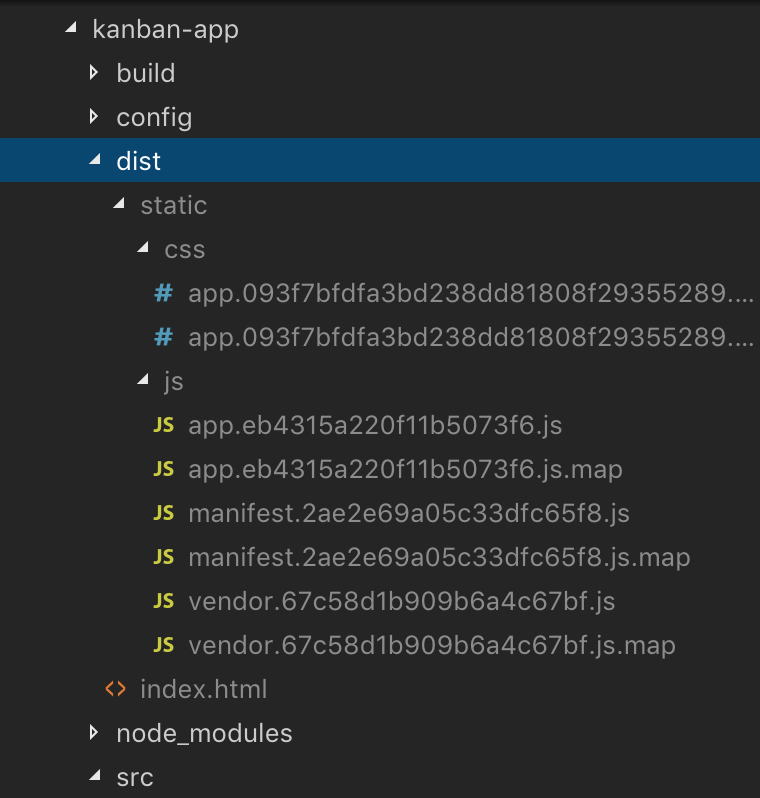 kanban-app
build
config
dist
static
css
# app.093f7bfdfa3bd238dd81808f29355289....
# app.093f7bfdfa3bd238dd81808f29355289....
js
JS app.eb4315a220f11b5073f6.js
JS app.eb4315a220f11b5073f6.js.map
JS manifest.2ae2e69a05c33dfc65f8.js
JS manifest.2ae2e69a05c33dfc65f8.js.map
JS vendor.67c58d1b909b6a4c67bf.js
JS vendor.67c58d1b909b6a4c67bf.js.map
<> index.html
node_modules
src